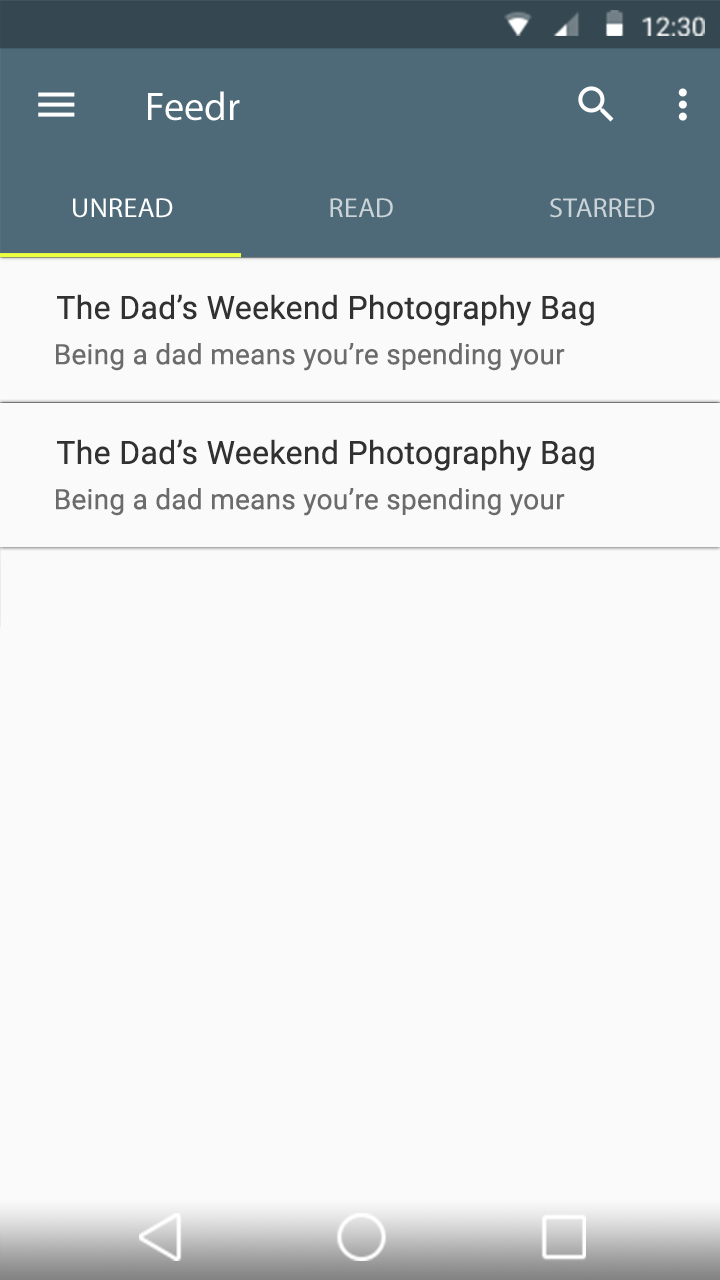 12:30
Feedr
UNREAD READ STARRED
The Dad’s Weekend Photography Bag
Being a dad means you’re spending your
The Dad’s Weekend Photography Bag
Being a dad means you’re spending your